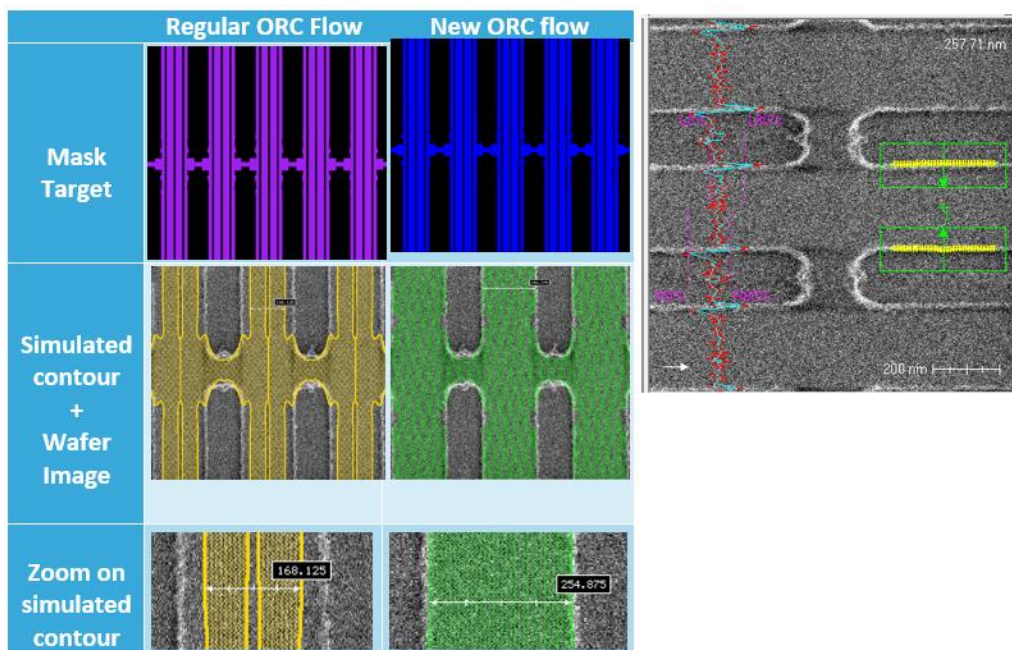 Regular ORC Flow
New ORC flow
Mask
Target
Simulated
contour
+
Wafer
Image
Zoom on
simulated
contour
168.125
254.875
257.71 nm
200 nm